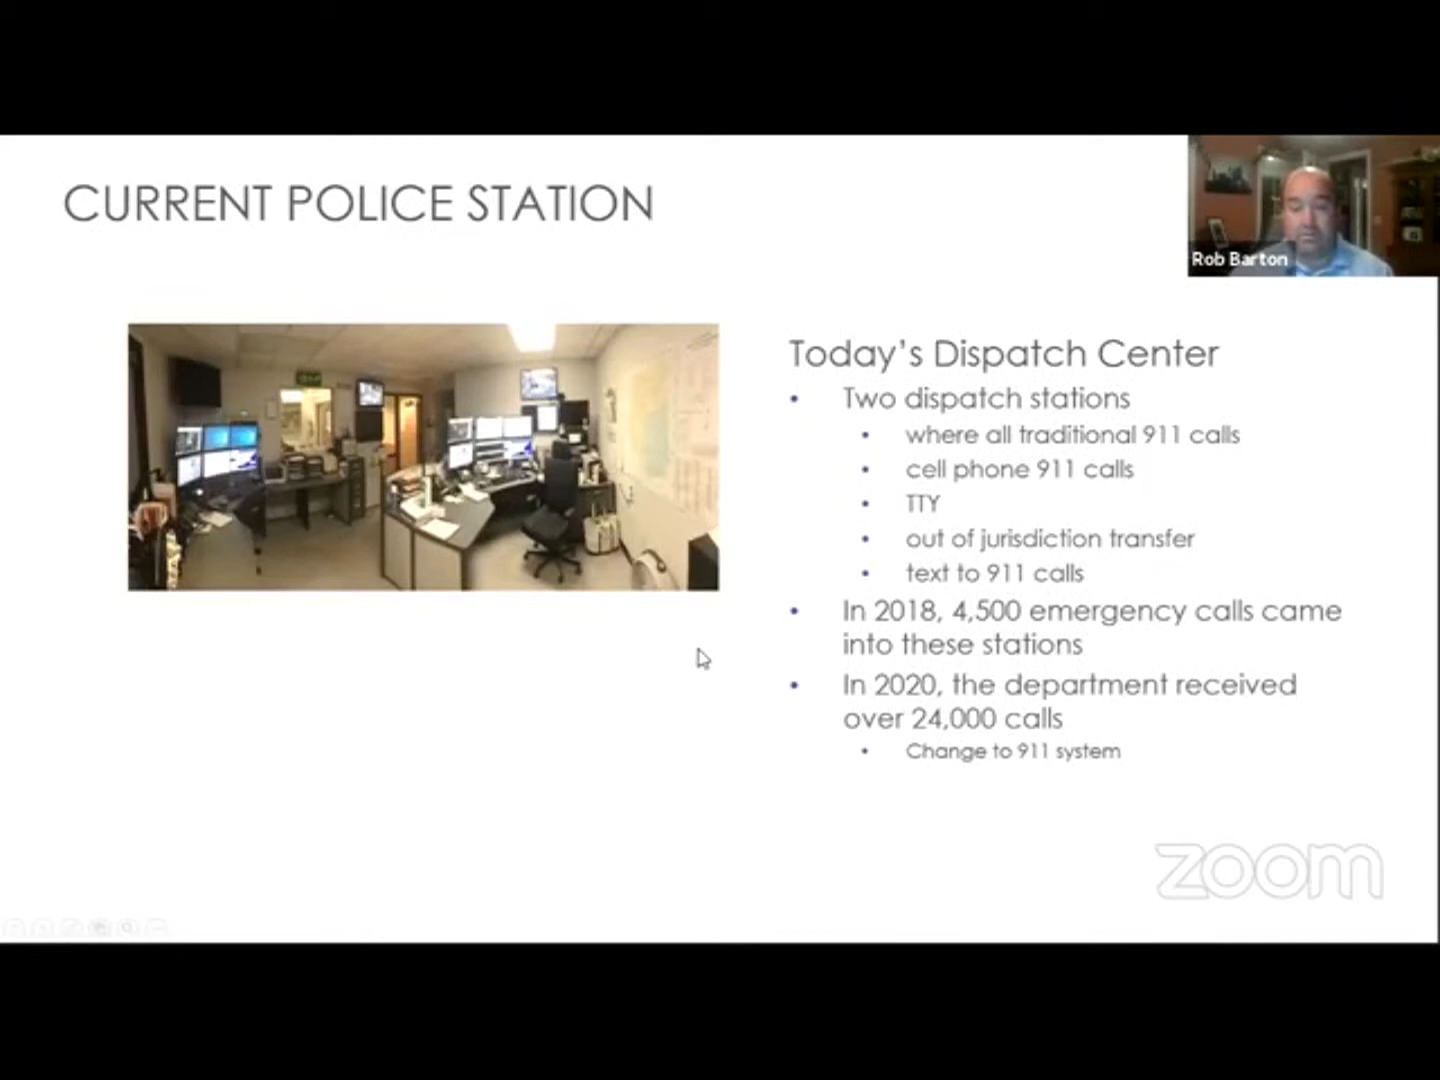 CURRENT POLICE STATION
Rob Barton
Today's Dispatch Center
• Two dispatch stations
• where all traditional 911 calls
• cell phone 911 calls
• TTY
• out of jurisdiction transfer
• text to 911 calls
• In 2018, 4,500 emergency calls came
into these stations
• In 2020, the department received
over 24,000 calls
• Change to 911 system
zoom